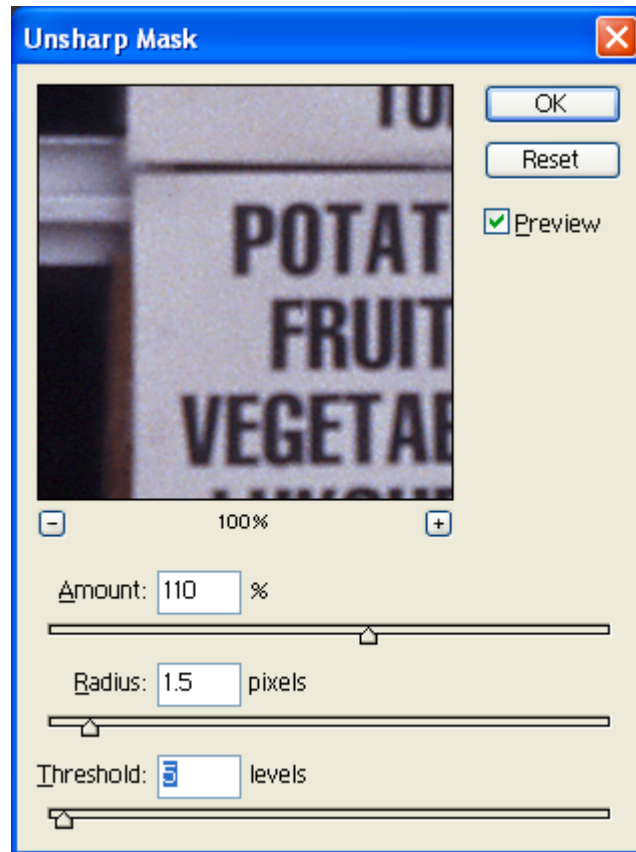 Unsharp Mask
OK
Reset
Preview
POTAT
FRUIT
VEGETAB
100%
Amount: 110 %
Radius: 1.5 pixels
Threshold: 5 levels